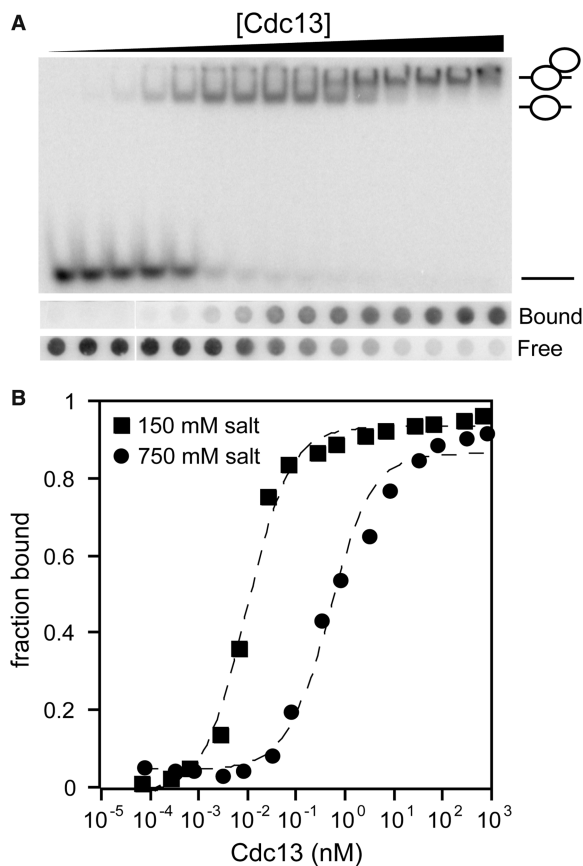 A
[Cdc13]
Bound
Free
B
1
0.8
0.6
0.4
0.2
0
fraction bound
150 mM salt
750 mM salt
10⁻⁵ 10⁻⁴ 10⁻³ 10⁻² 10⁻¹ 10⁰ 10¹ 10² 10³
Cdc13 (nM)